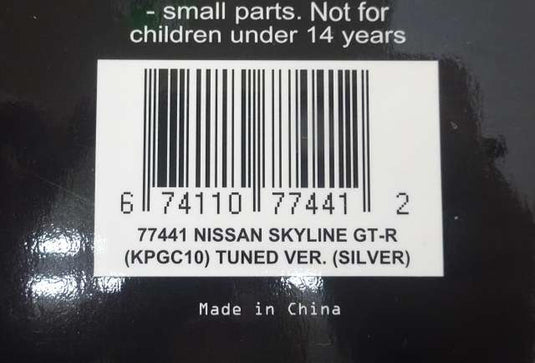 - small parts. Not for
children under 14 years
6 74110 77441 2
77441 NISSAN SKYLINE GT-R
(KPGC10) TUNED VER. (SILVER)
Made in China